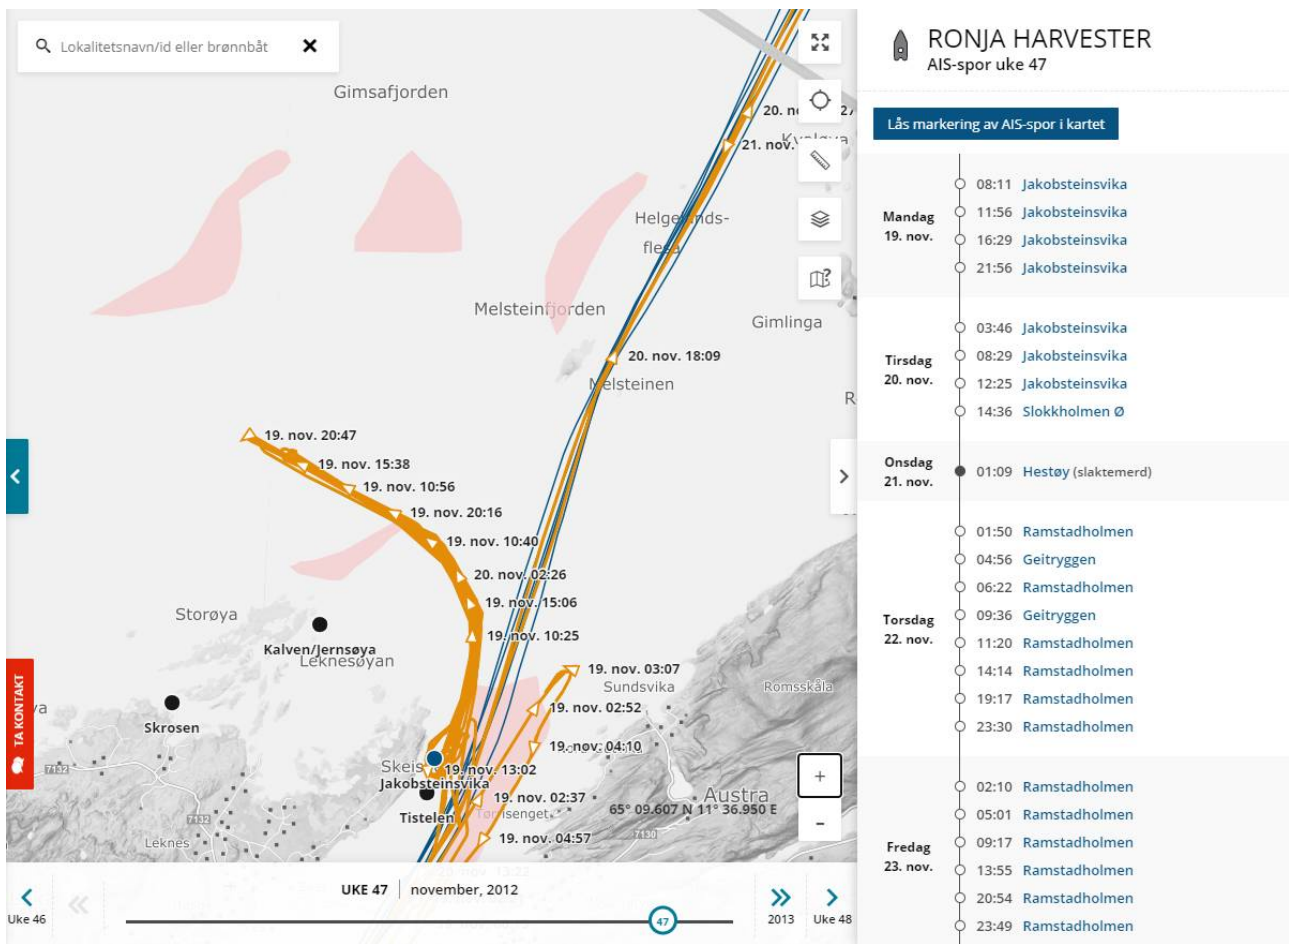 Lokalitetsnavn/id eller brønnbåt
Gimsafjorden
20. no
27
21. nov.
Helgelands-
flesa
Melsteinfjorden
Gimlinga
20. nov. 18:09
Melsteinen
R
19. nov. 20:47
19. nov. 15:38
19. nov. 10:56
19. nov. 20:16
19. nov. 10:40
20. nov. 02:26
19. nov. 15:06
19. nov. 10:25
Storøya
Kalven/Jernsøya
Leknesøyan
19. nov. 03:07
Sundsvika
Romsskåla
19. nov. 02:52
Skrosen
19. nov. 04:10
Skeis
19. nov. 13:02
Jakobsteinsvika
Tistelen
19. nov. 02:37
Austra
65° 09.607 N 11° 36.950 E
19. nov. 04:57
7132
7132
7130
Leknes
TA KONTAKT
+
-
UKE 47 | november, 2012
Uke 46
47
2013
Uke 48
RONJA HARVESTER
AIS-spor uke 47
Lås markering av AIS-spor i kartet
Mandag
19. nov.
08:11 Jakobsteinsvika
11:56 Jakobsteinsvika
16:29 Jakobsteinsvika
21:56 Jakobsteinsvika
Tirsdag
20. nov.
03:46 Jakobsteinsvika
08:29 Jakobsteinsvika
12:25 Jakobsteinsvika
14:36 Slokkholmen Ø
Onsdag
21. nov.
01:09 Hestøy (slaktemerd)
Torsdag
22. nov.
01:50 Ramstadholmen
04:56 Geitryggen
06:22 Ramstadholmen
09:36 Geitryggen
11:20 Ramstadholmen
14:14 Ramstadholmen
19:17 Ramstadholmen
23:30 Ramstadholmen
Fredag
23. nov.
02:10 Ramstadholmen
05:01 Ramstadholmen
09:17 Ramstadholmen
13:55 Ramstadholmen
20:54 Ramstadholmen
23:49 Ramstadholmen